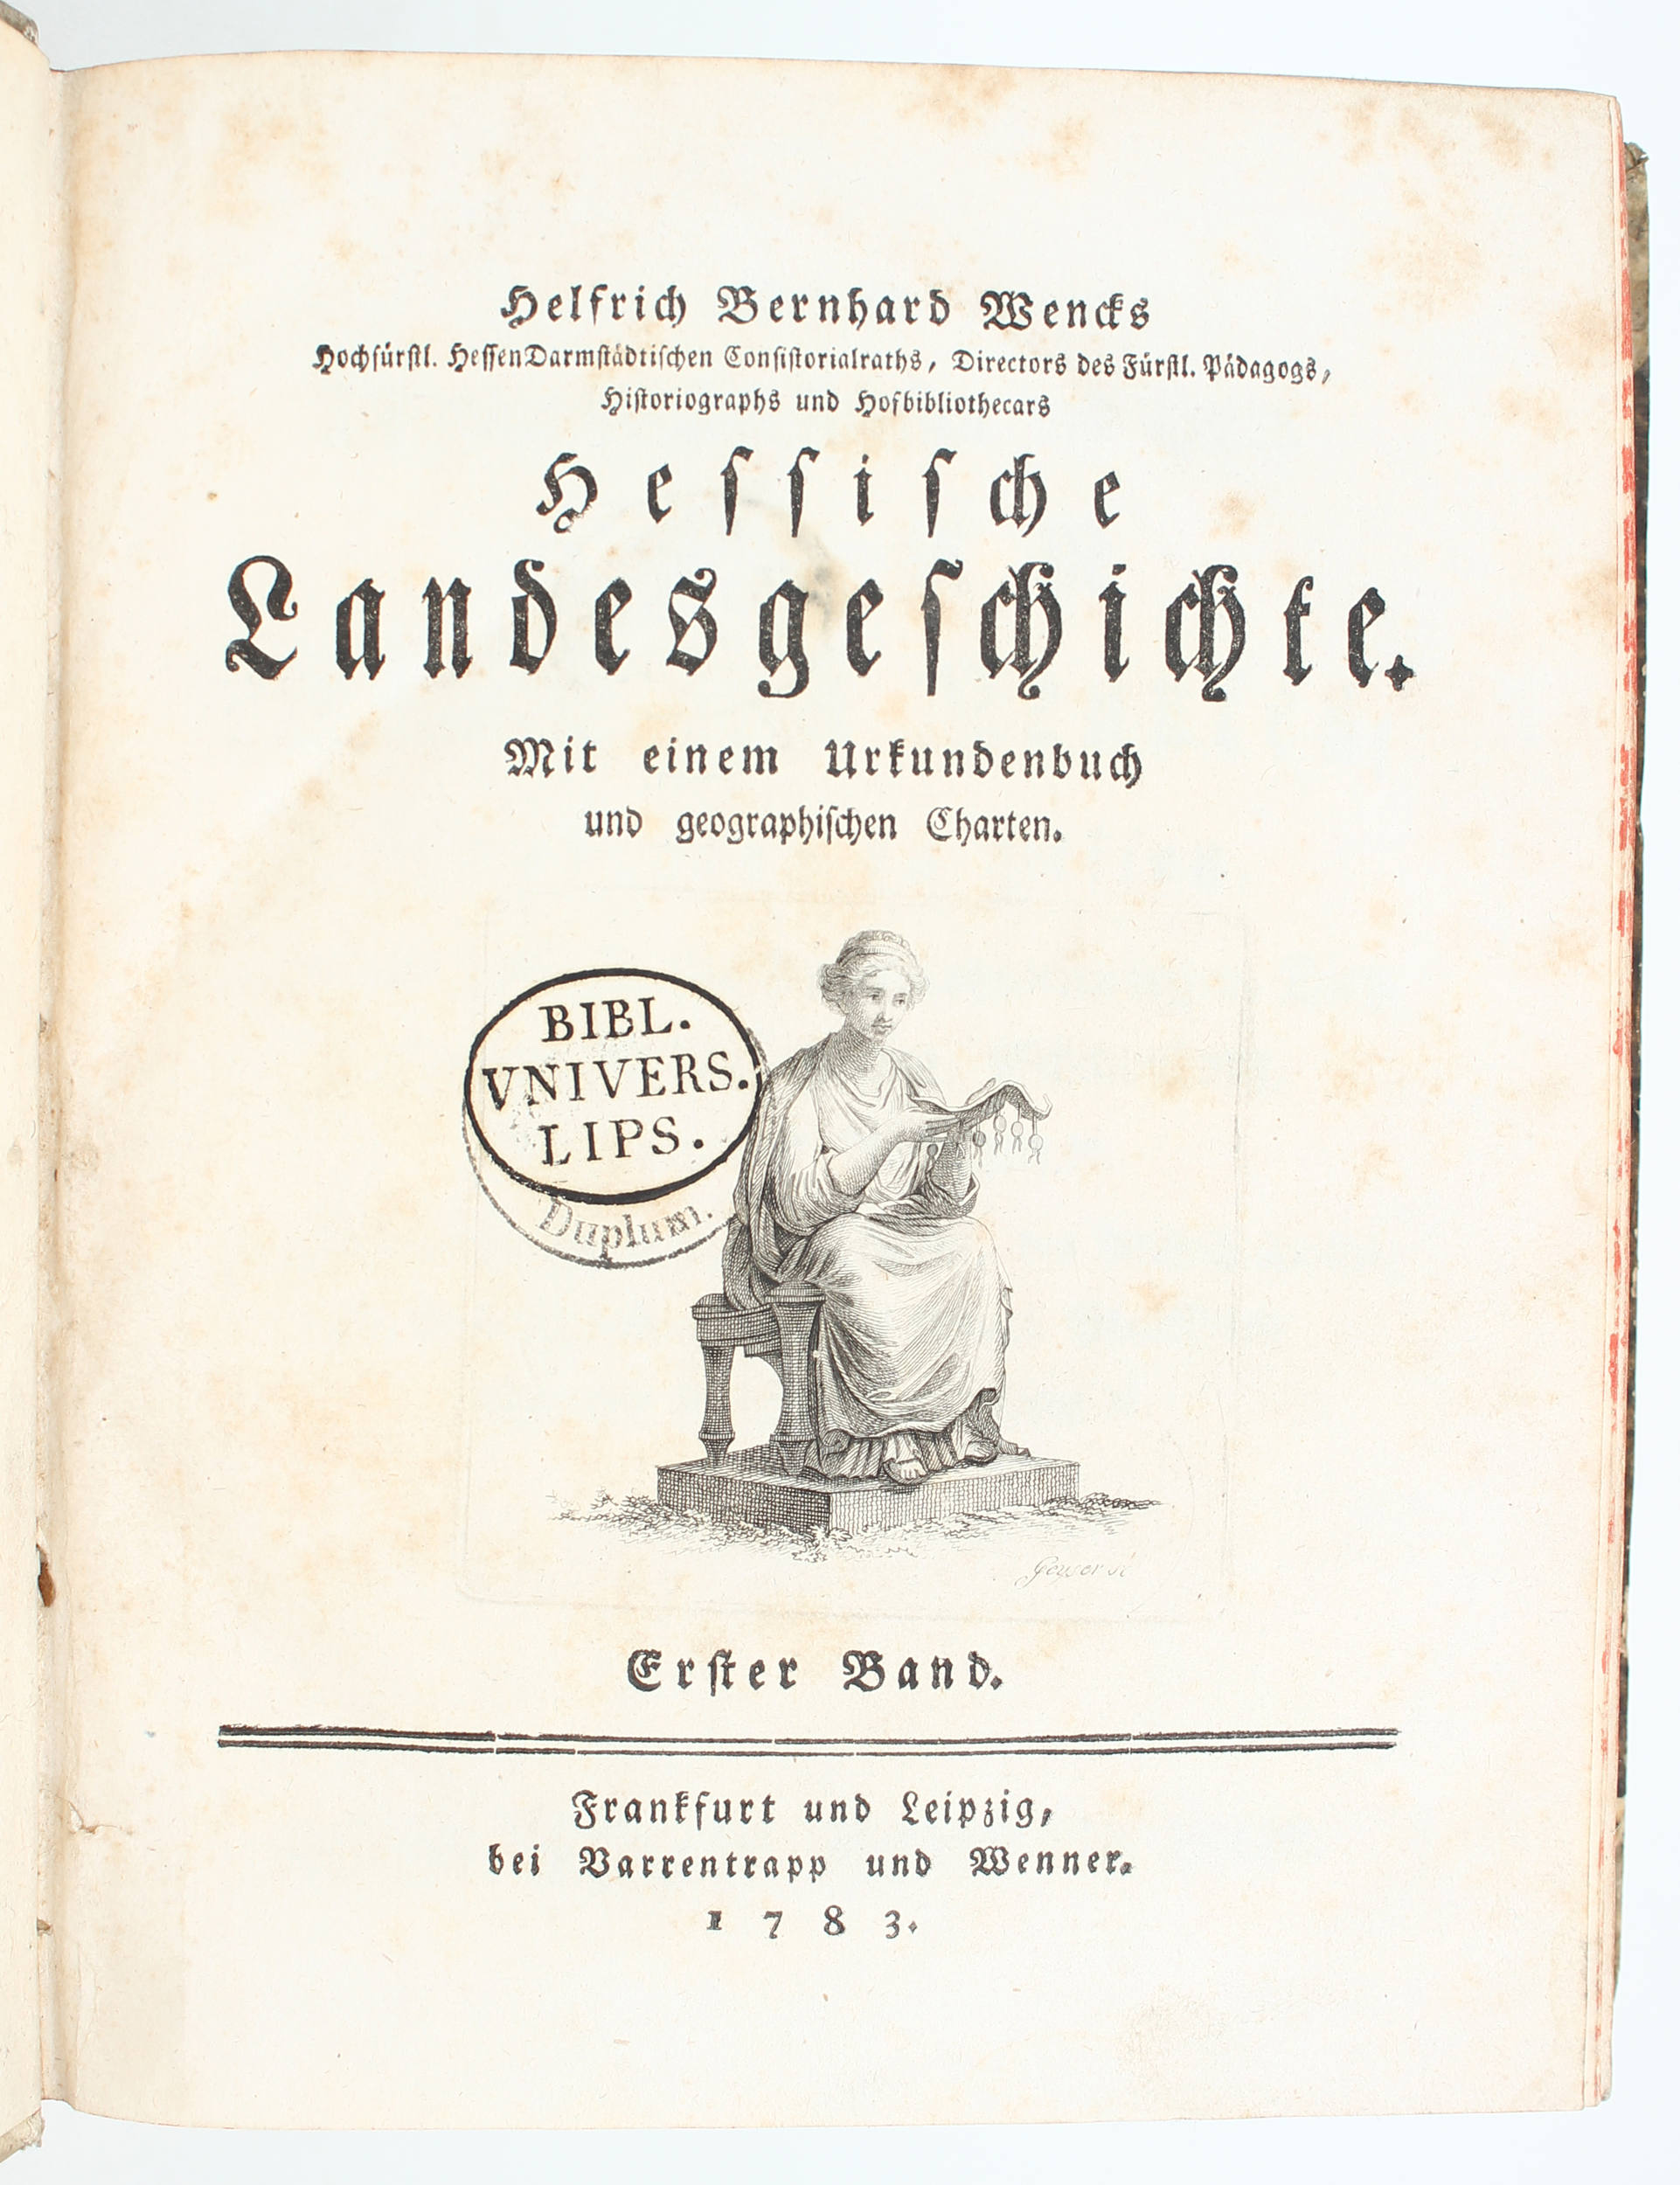 Helfrich Bernhard Wencks
Hochfürstl. HessenDarmstädtischen Consistorialraths, Directors des Fürstl. Pädagogs,
Historiographs und Hofbibliothecars
Hessische
Landesgeschichte.
Mit einem Urkundenbuch
und geographischen Charten.
BIBL.
VNIVERS.
LIPS.
Duplum.
Geyser
Erster Band.
Frankfurt und Leipzig,
bei Varrentrapp und Wenner.
1783.